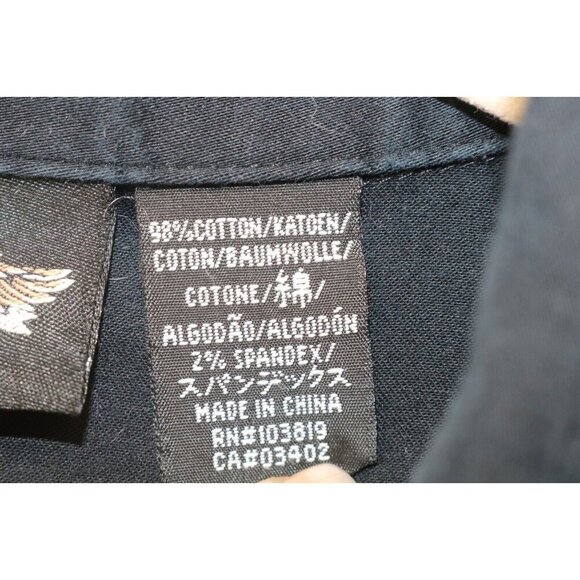 98%COTTON/KATOEN/
COTON/BAUMWOLLE/
COTONE/綿/
ALGODÃO/ALGODÓN
2% SPANDEX/
スパンデックス
MADE IN CHINA
RN#103819
CA#03402